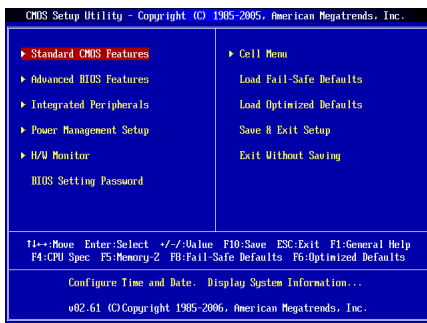 CMOS Setup Utility - Copyright (C) 1985-2005, American Megatrends, Inc.
▶ Standard CMOS Features
▶ Advanced BIOS Features
▶ Integrated Peripherals
▶ Power Management Setup
▶ H/W Monitor
BIOS Setting Password
▶ Cell Menu
Load Fail-Safe Defaults
Load Optimized Defaults
Save & Exit Setup
Exit Without Saving
↑↓←→:Move Enter:Select +/-/:Value F10:Save ESC:Exit F1:General Help
F4:CPU Spec F5:Memory-Z F8:Fail-Safe Defaults F6:Optimized Defaults
Configure Time and Date. Display System Information...
v02.61 (C)Copyright 1985-2006, American Megatrends, Inc.